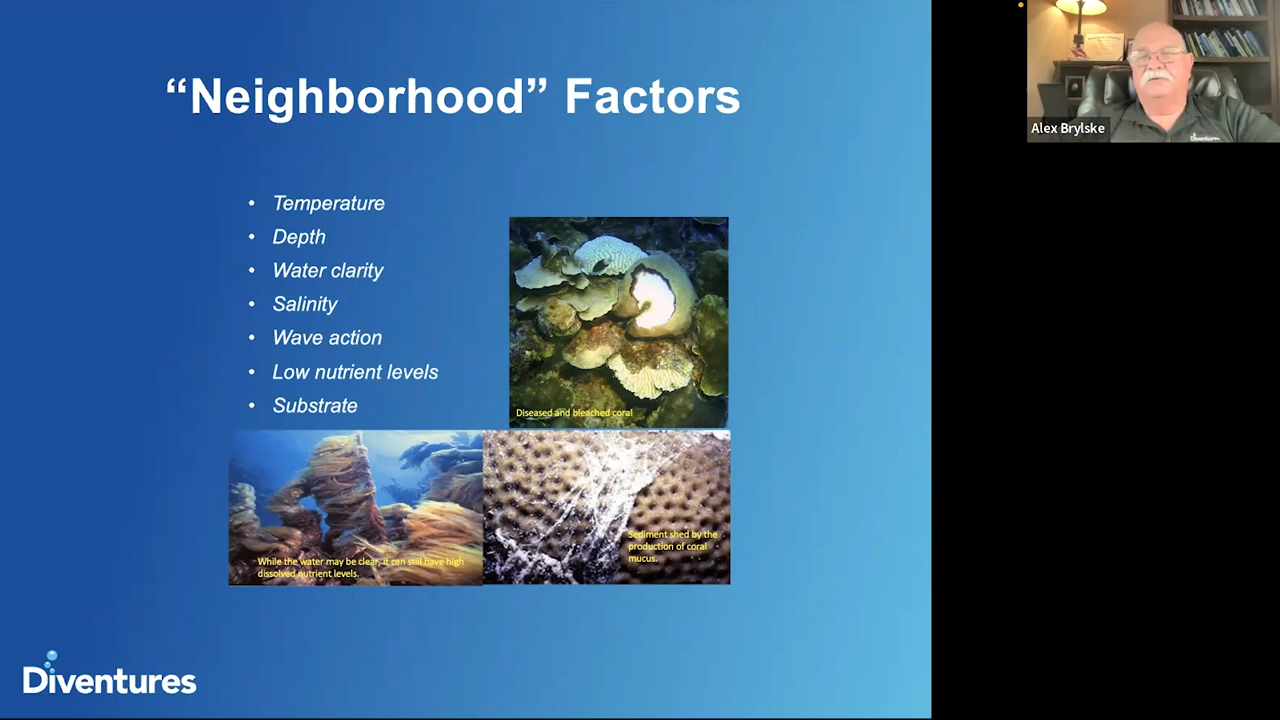 “Neighborhood” Factors
• Temperature
• Depth
• Water clarity
• Salinity
• Wave action
• Low nutrient levels
• Substrate
Diseased and bleached coral
While the water may be clear, it can still have high
dissolved nutrient levels.
Sediment shed by the
production of coral
mucus.
Diventures
Alex Brylske
Diventures